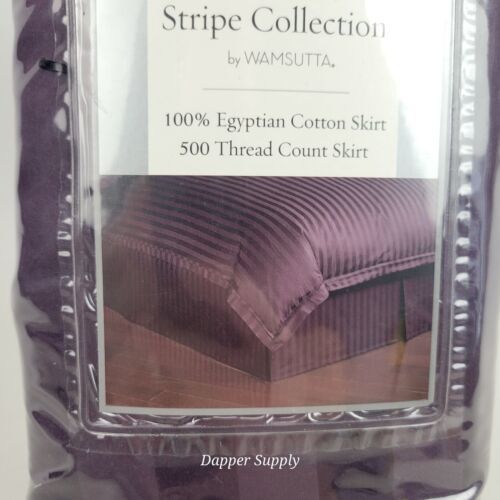 Stripe Collection
by WAMSUTTA®
100% Egyptian Cotton Skirt
500 Thread Count Skirt
Dapper Supply